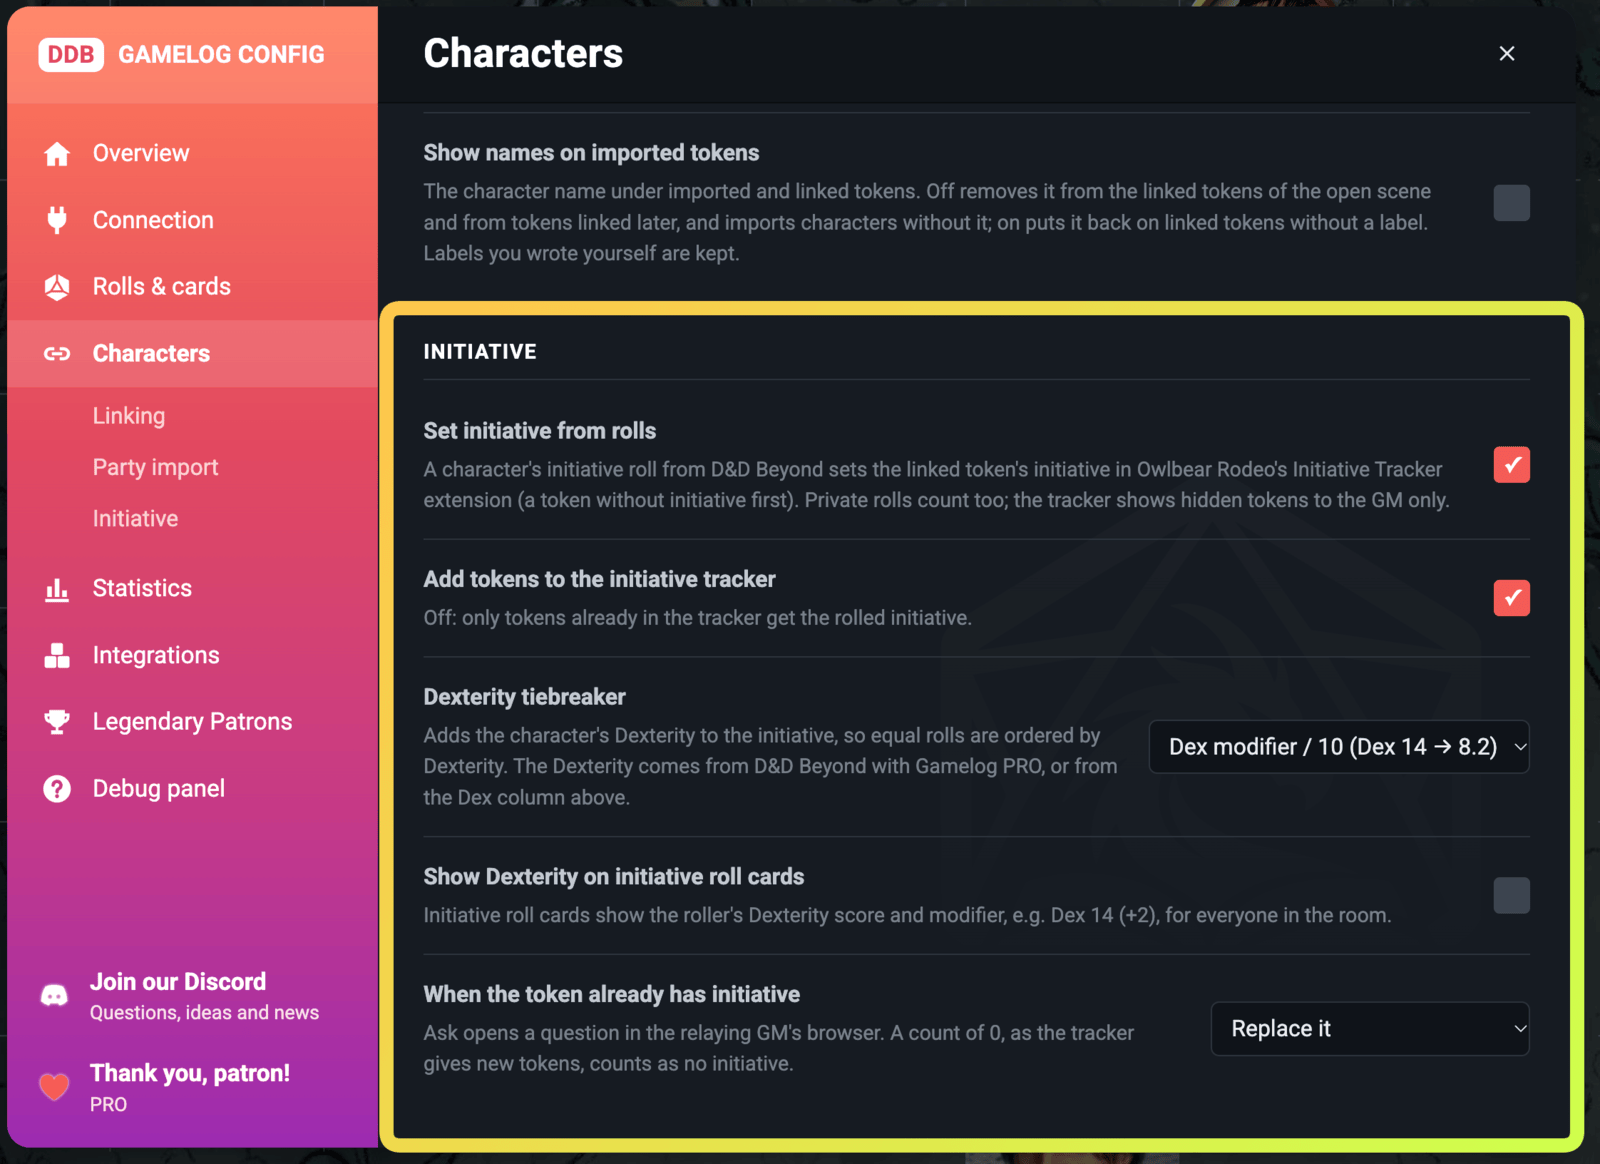 DDB GAMELOG CONFIG
Overview
Connection
Rolls & cards
Characters
Linking
Party import
Initiative
Statistics
Integrations
Legendary Patrons
Debug panel
Join our Discord
Questions, ideas and news
Thank you, patron!
PRO
Characters
Show names on imported tokens
The character name under imported and linked tokens. Off removes it from the linked tokens of the open scene
and from tokens linked later, and imports characters without it; on puts it back on linked tokens without a label.
Labels you wrote yourself are kept.
INITIATIVE
Set initiative from rolls
A character's initiative roll from D&D Beyond sets the linked token's initiative in Owlbear Rodeo's Initiative Tracker
extension (a token without initiative first). Private rolls count too; the tracker shows hidden tokens to the GM only.
Add tokens to the initiative tracker
Off: only tokens already in the tracker get the rolled initiative.
Dexterity tiebreaker
Adds the character's Dexterity to the initiative, so equal rolls are ordered by
Dexterity. The Dexterity comes from D&D Beyond with Gamelog PRO, or from
the Dex column above.
Dex modifier / 10 (Dex 14 → 8.2)
Show Dexterity on initiative roll cards
Initiative roll cards show the roller's Dexterity score and modifier, e.g. Dex 14 (+2), for everyone in the room.
When the token already has initiative
Ask opens a question in the relaying GM's browser. A count of 0, as the tracker
gives new tokens, counts as no initiative.
Replace it